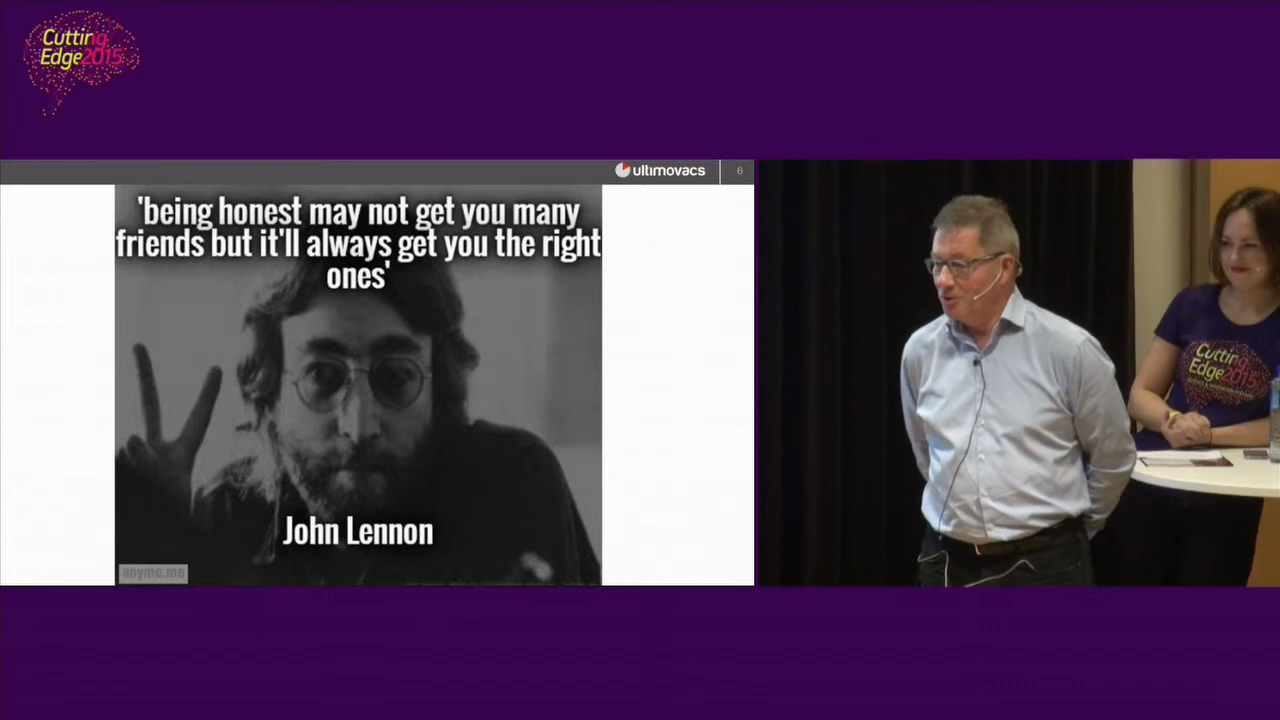 Cutting
Edge2015
ultimovacs
6
'being honest may not get you many
friends but it'll always get you the right
ones'
John Lennon
anyme.me
Cutting
Edge2015